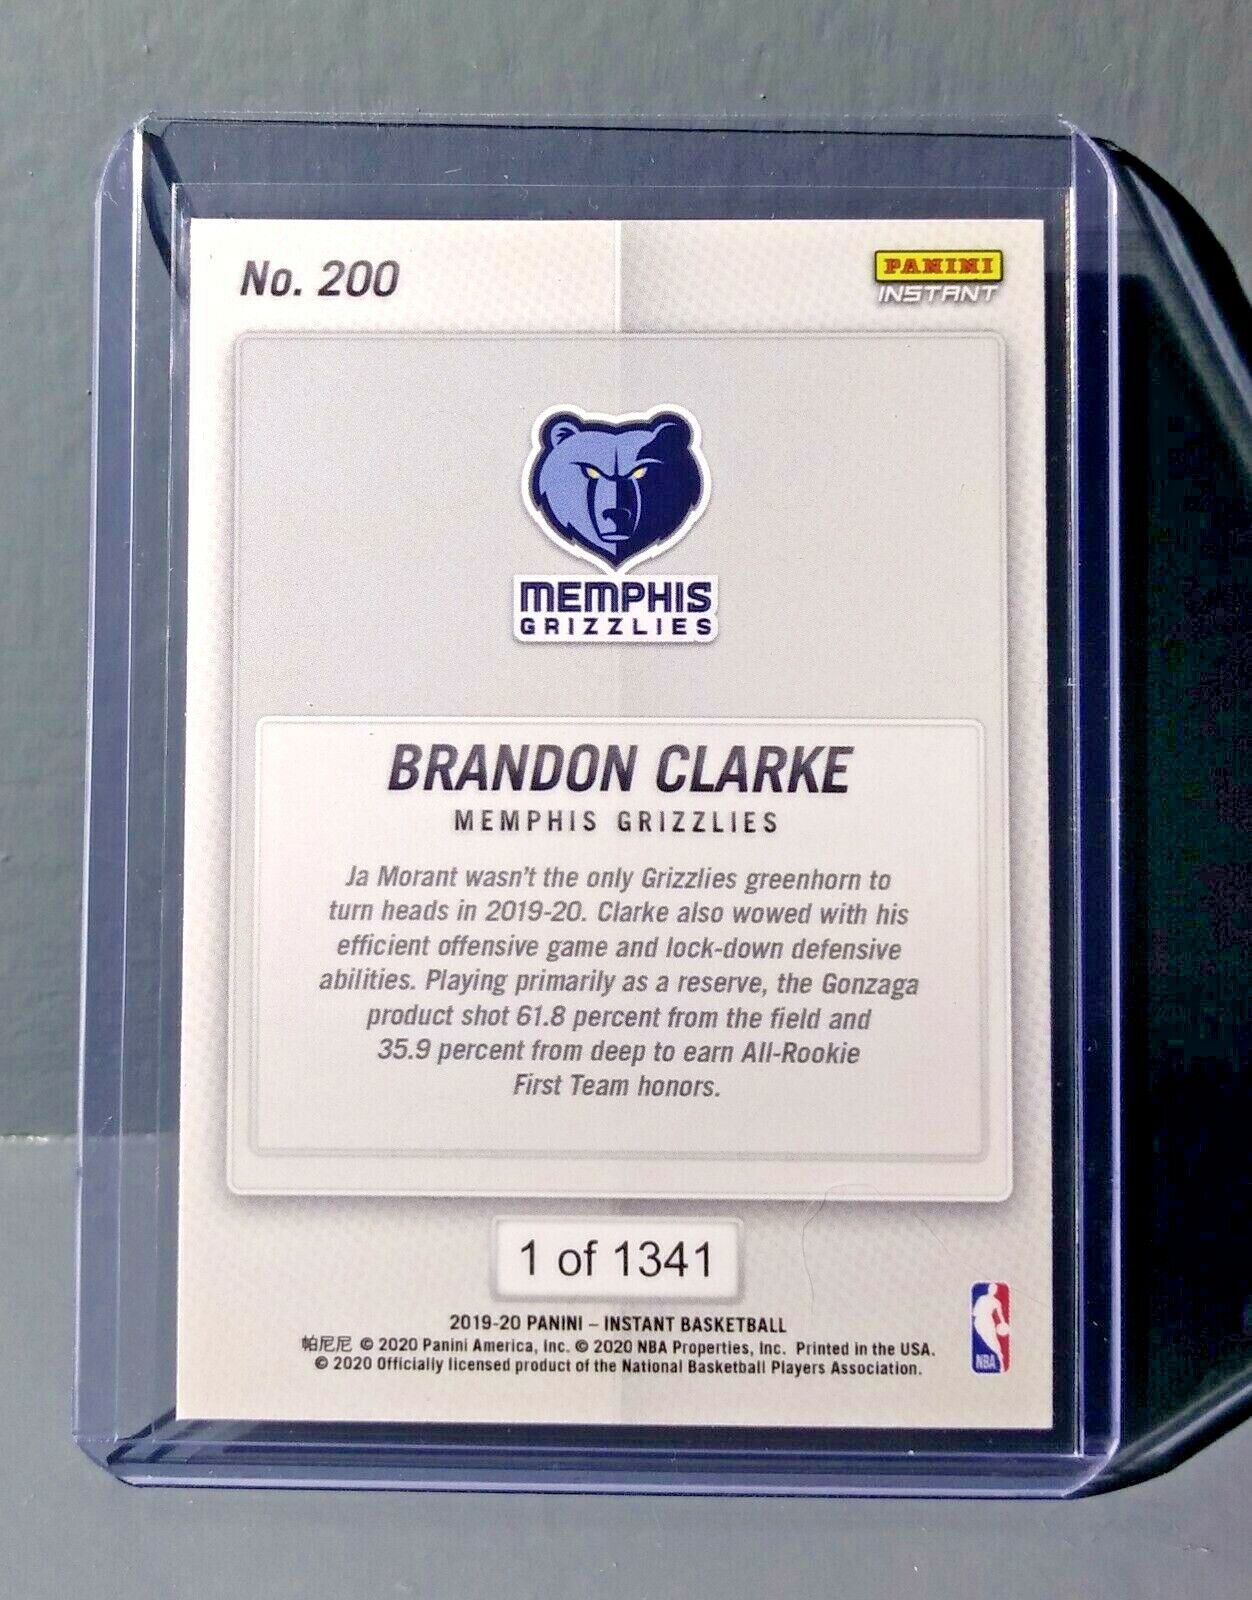 No. 200
PANINI
INSTANT
MEMPHIS
GRIZZLIES
BRANDON CLARKE
MEMPHIS GRIZZLIES
Ja Morant wasn't the only Grizzlies greenhorn to
turn heads in 2019-20. Clarke also wowed with his
efficient offensive game and lock-down defensive
abilities. Playing primarily as a reserve, the Gonzaga
product shot 61.8 percent from the field and
35.9 percent from deep to earn All-Rookie
First Team honors.
1 of 1341
2019-20 PANINI – INSTANT BASKETBALL
帕尼尼 © 2020 Panini America, Inc. © 2020 NBA Properties, Inc. Printed in the USA.
© 2020 Officially licensed product of the National Basketball Players Association.
NBA